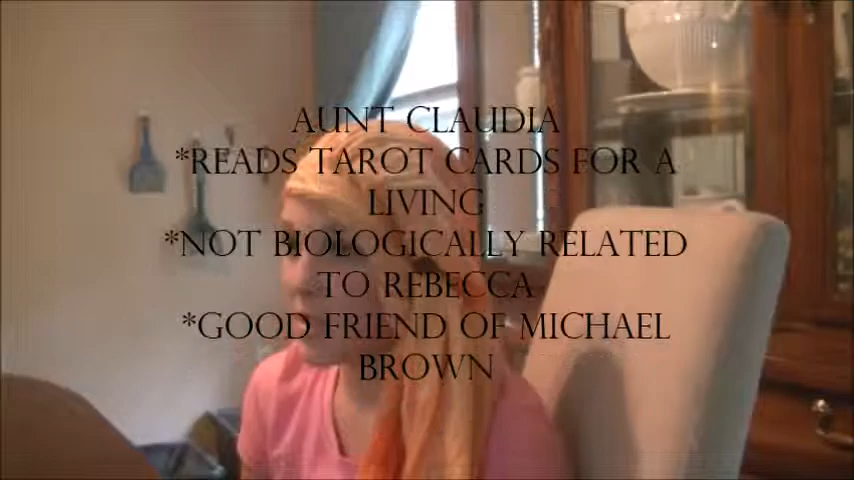 AUNT CLAUDIA
*READS TAROT CARDS FOR A
LIVING
*NOT BIOLOGICALLY RELATED
TO REBECCA
*GOOD FRIEND OF MICHAEL
BROWN